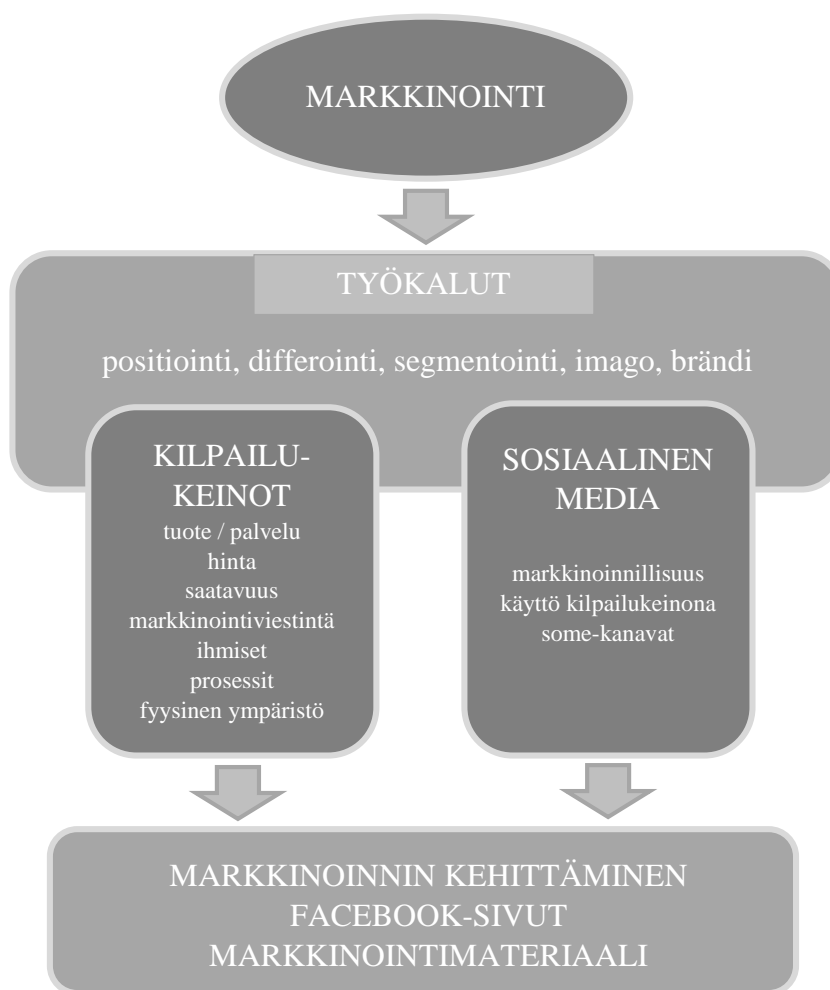 MARKKINOINTI
TYÖKALUT
positiointi, differointi, segmentointi, imago, brändi
KILPAILU-
KEINOT
tuote / palvelu
hinta
saatavuus
markkinointiviestintä
ihmiset
prosessit
fyysinen ympäristö
SOSIAALINEN
MEDIA
markkinoinnillisuus
käyttö kilpailukeinona
some-kanavat
MARKKINOINNIN KEHITTÄMINEN
FACEBOOK-SIVUT
MARKKINOINTIMATERIAALI